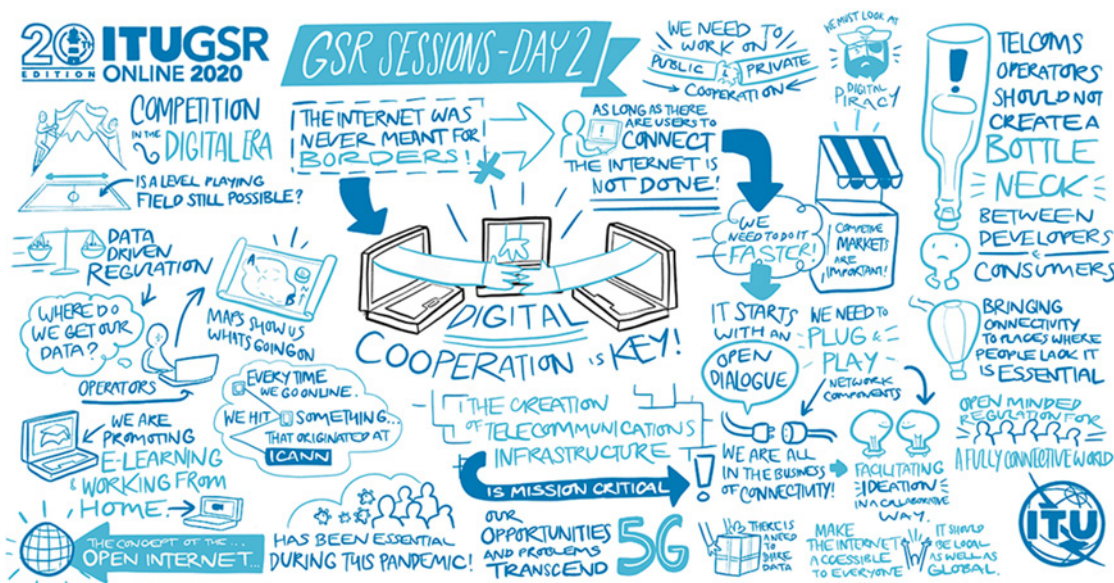 20
EDITION
ITUGSR
ONLINE 2020
GSR SESSIONS - DAY 2
COMPETITION
IN THE
DIGITAL ERA
IS A LEVEL PLAYING
FIELD STILL POSSIBLE?
THE INTERNET WAS
NEVER MEANT FOR
BORDERS!
AS LONG AS THERE
ARE USERS TO
CONNECT
THE INTERNET IS
NOT DONE!
WE NEED TO
WORK ON
PUBLIC & PRIVATE
COOPERATION
WE MUST LOOK AT
DIGITAL
PIRACY
!
TELCOMS
OPERATORS
SHOULD NOT
CREATE A
BOTTLE
NECK
BETWEEN
DEVELOPERS
&
CONSUMERS
DATA
DRIVEN
REGULATION
WHERE DO
WE GET OUR
DATA?
OPERATORS
A
B
N
MAPS SHOW US
WHATS GOING ON
DIGITAL
COOPERATION IS KEY!
WE
NEED TO DO IT
FASTER!
MARKETS
ARE
IMPORTANT!
IT STARTS
WITH AN
OPEN
DIALOGUE
WE NEED TO
PLUG &
PLAY
NETWORK
COMPONENTS
BRINGING
CONNECTIVITY
TO PLACES WHERE
PEOPLE LACK IT
IS ESSENTIAL
EVERY TIME
WE GO ONLINE.
WE HIT SOMETHING...
THAT ORIGINATED AT
ICANN
WE ARE
PROMOTING
E-LEARNING
& WORKING FROM
HOME.
THE CREATION
OF TELECOMMUNICATIONS
INFRASTRUCTURE
IS MISSION CRITICAL
!
WE ARE ALL
IN THE BUSINESS
OF CONNECTIVITY!
FACILITATING
IDEATION
IN A COLLABORATIVE
WAY.
OPEN MINDED
REGULATION FOR
A FULLY CONNECTIVE WORLD
THE CONCEPT OF THE...
OPEN INTERNET...
HAS BEEN ESSENTIAL
DURING THIS PANDEMIC!
OUR
OPPORTUNITIES
AND PROBLEMS
TRANSCEND
5G
THERE IS
A NEED
TO
SHARE
DATA
MAKE
THE INTERNET
ACCESSIBLE
TO EVERYONE
IT SHOULD
BE LOCAL
AS WELL AS
GLOBAL.
ITU